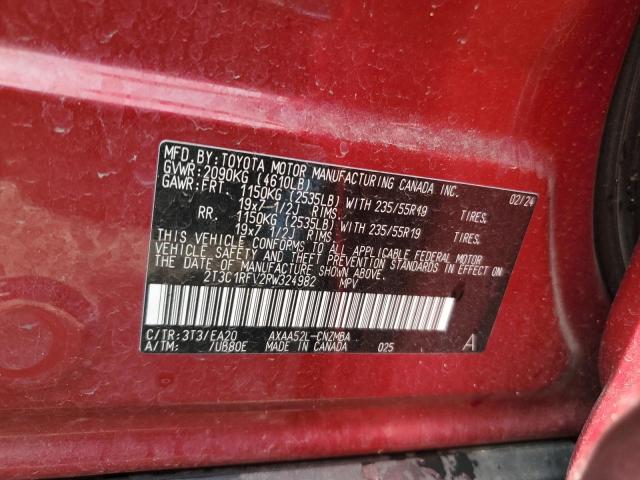 MFD. BY: TOYOTA MOTOR MANUFACTURING CANADA INC.
GVWR: 2090KG (4610LB) 02/24
GAWR: FRT. 1150KG (2535LB) WITH 235/55R19 TIRES.
19x7 1/2J RIMS.
RR. 1150KG (2535LB) WITH 235/55R19 TIRES.
19x7 1/2J RIMS.
THIS VEHICLE CONFORMS TO ALL APPLICABLE FEDERAL MOTOR
VEHICLE SAFETY AND THEFT PREVENTION STANDARDS IN EFFECT ON
THE DATE OF MANUFACTURE SHOWN ABOVE.
2T3C1RFV2RW324982 MPV
C/TR: 3T3/EA20 AXAA52L-CNZMBA
A/TM: /UB80E MADE IN CANADA 025 A